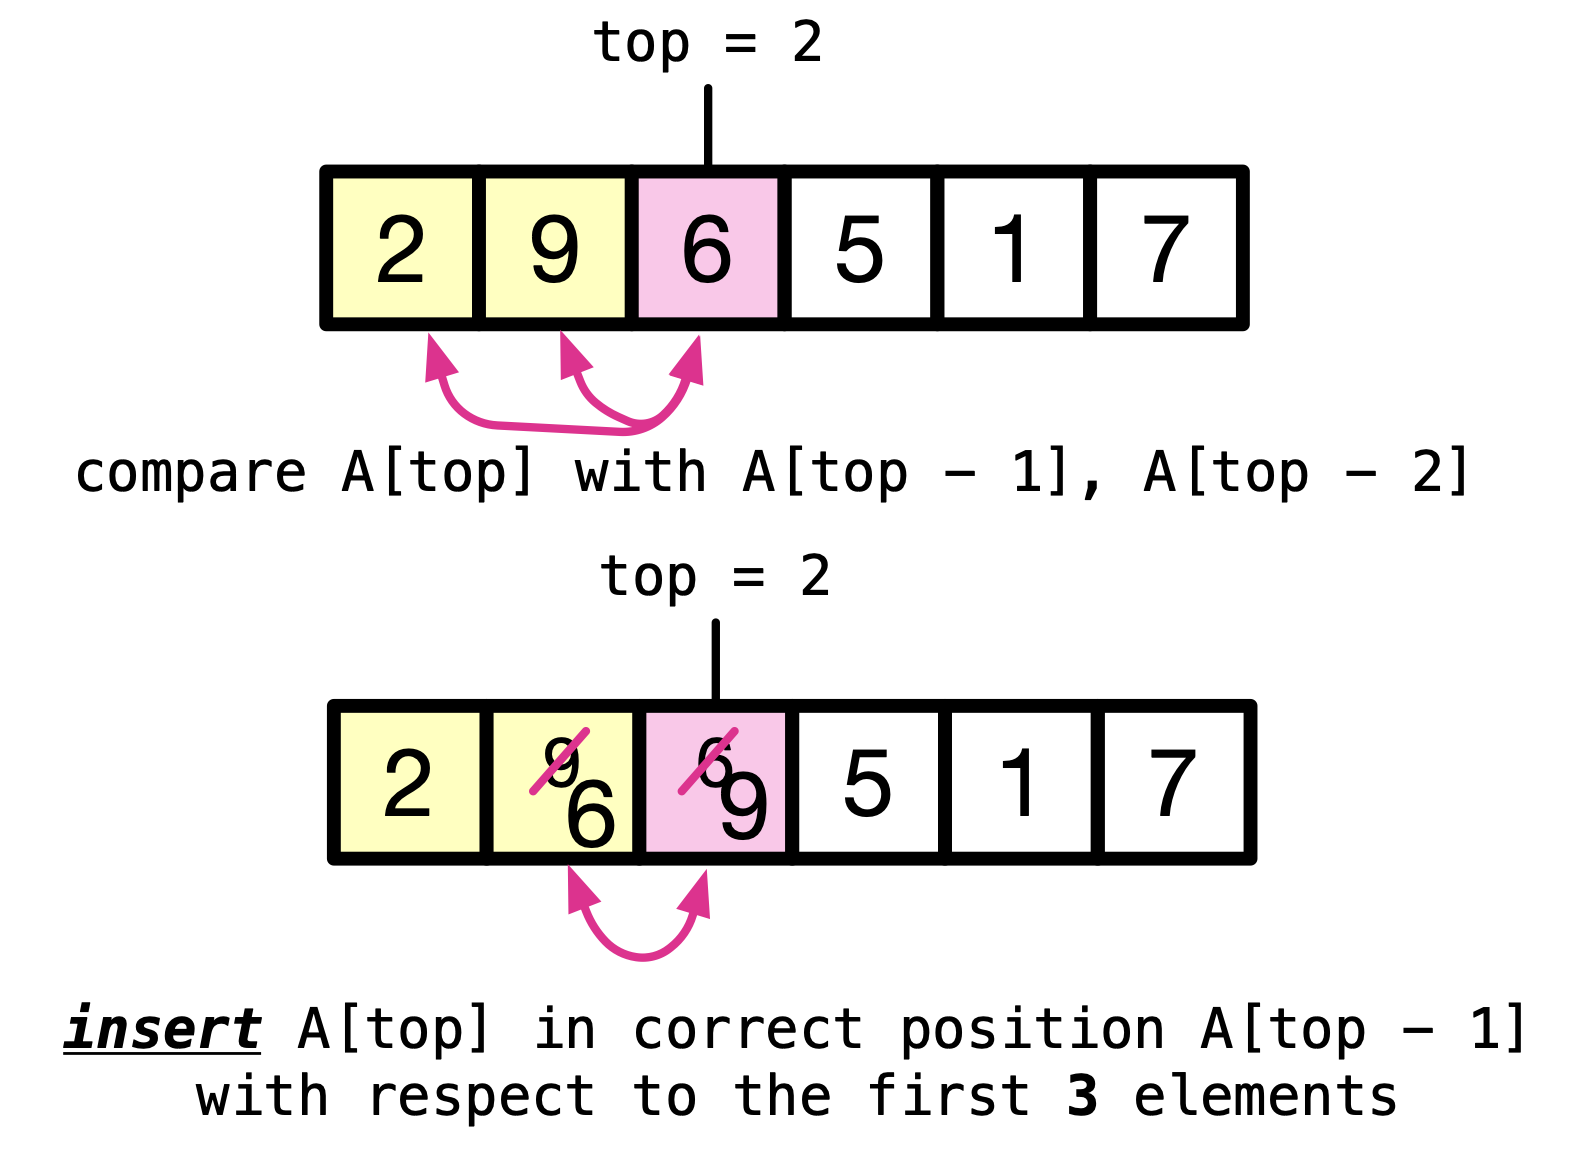 top = 2
2 9 6 5 1 7
compare A[top] with A[top - 1], A[top - 2]
top = 2
2 9 6 6 9 5 1 7
insert A[top] in correct position A[top - 1]
with respect to the first 3 elements